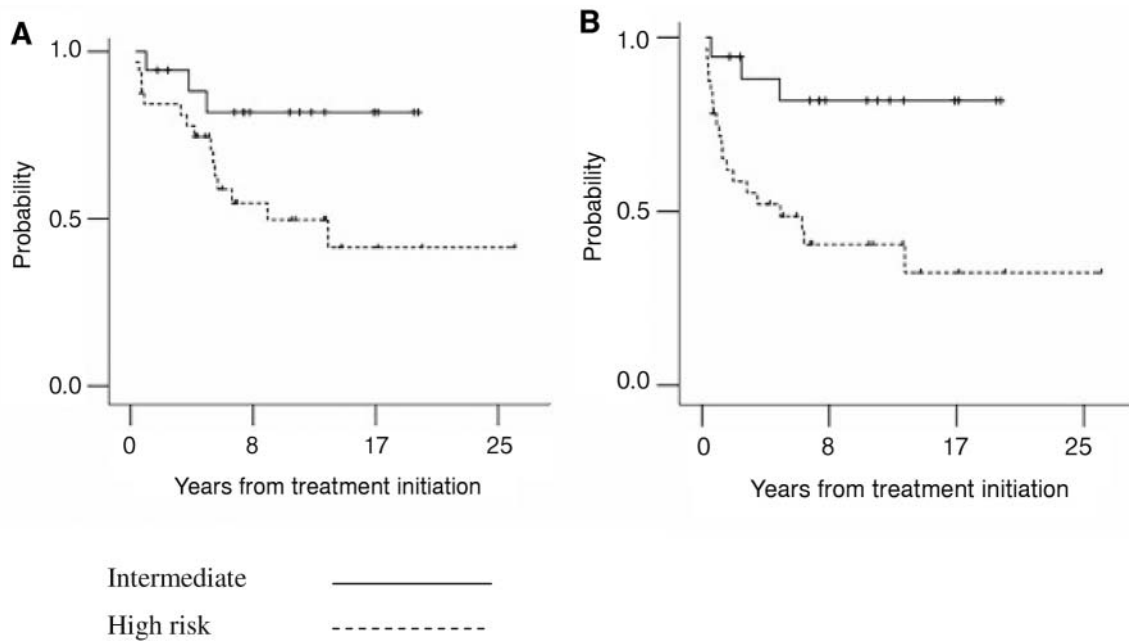 A
1.0
0.5
0.0
Probability
0 8 17 25
Years from treatment initiation
B
1.0
0.5
0.0
Probability
0 8 17 25
Years from treatment initiation
Intermediate
High risk